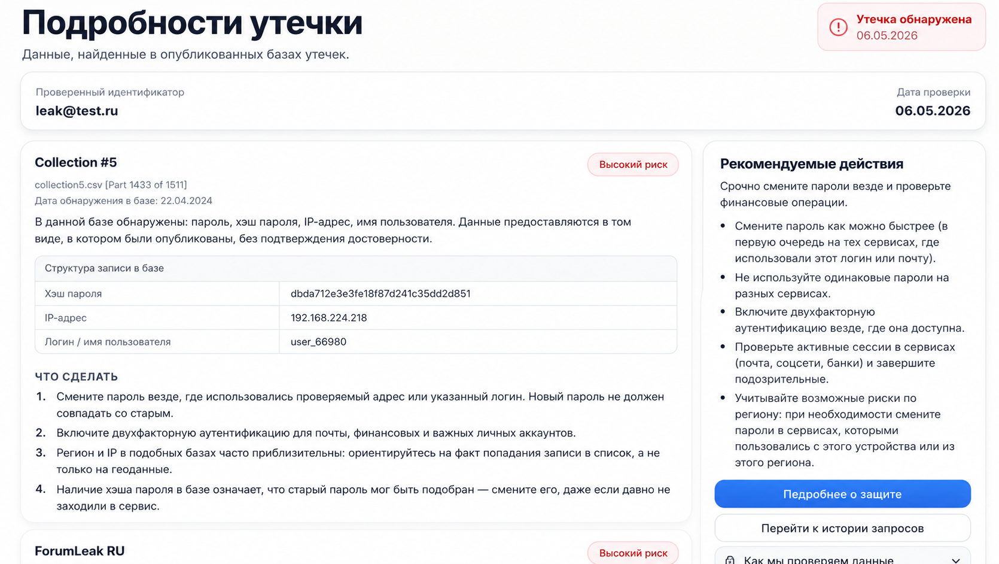 Подробности утечки
Данные, найденные в опубликованных базах утечек.
Утечка обнаружена
06.05.2026
Проверенный идентификатор
leak@test.ru
Дата проверки
06.05.2026
Collection #5
Высокий риск
collection5.csv [Part 1433 of 1511]
Дата обнаружения в базе: 22.04.2024
В данной базе обнаружены: пароль, хэш пароля, IP-адрес, имя пользователя. Данные предоставляются в том
виде, в котором были опубликованы, без подтверждения достоверности.
Структура записи в базе
Хэш пароля
dbda712e3e3fe18f87d241c35dd2d851
IP-адрес
192.168.224.218
Логин / имя пользователя
user_66980
ЧТО СДЕЛАТЬ
1. Смените пароль везде, где использовались проверяемый адрес или указанный логин. Новый пароль не должен
совпадать со старым.
2. Включите двухфакторную аутентификацию для почты, финансовых и важных личных аккаунтов.
3. Регион и IP в подобных базах часто приблизительны: ориентируйтесь на факт попадания записи в список, а не
только на геоданные.
4. Наличие хэша пароля в базе означает, что старый пароль мог быть подобран — смените его, даже если давно не
заходили в сервис.
ForumLeak RU
Высокий риск
Рекомендуемые действия
Срочно смените пароли везде и проверьте
финансовые операции.
• Смените пароль как можно быстрее (в
первую очередь на тех сервисах, где
использовали этот логин или почту).
• Не используйте одинаковые пароли на
разных сервисах.
• Включите двухфакторную
аутентификацию везде, где она доступна.
• Проверьте активные сессии в сервисах
(почта, соцсети, банки) и завершите
подозрительные.
• Учитывайте возможные риски по
региону: при необходимости смените
пароли в сервисах, которыми
пользовались с этого устройства или из
этого региона.
Педробнее о защите
Перейти к истории запросов
Как мы проверяем данные